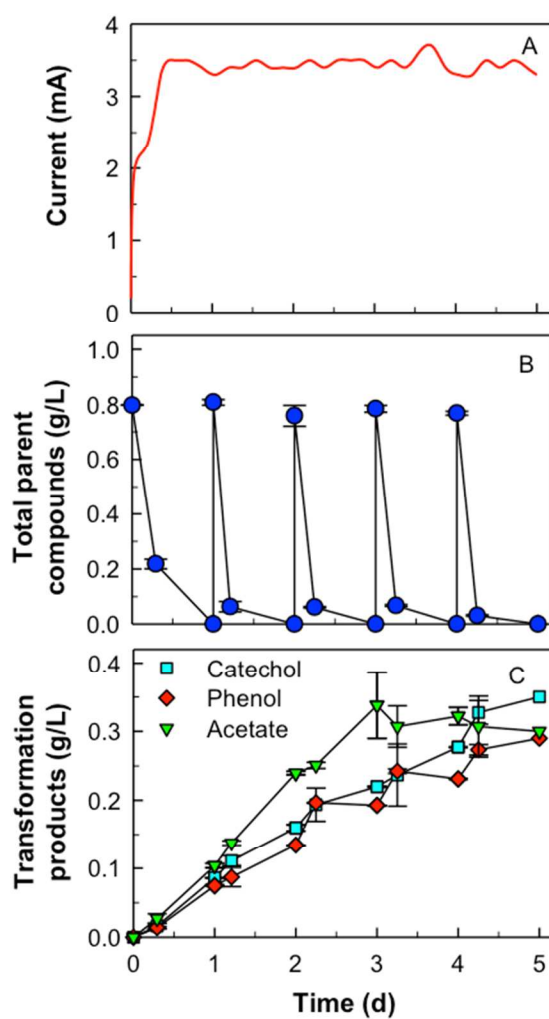 A
Current (mA)
4
3
2
1
0
B
Total parent
compounds (g/L)
1.0
0.8
0.6
0.4
0.2
0.0
C
Transformation
products (g/L)
0.4
0.3
0.2
0.1
0.0
Catechol
Phenol
Acetate
0 1 2 3 4 5
Time (d)